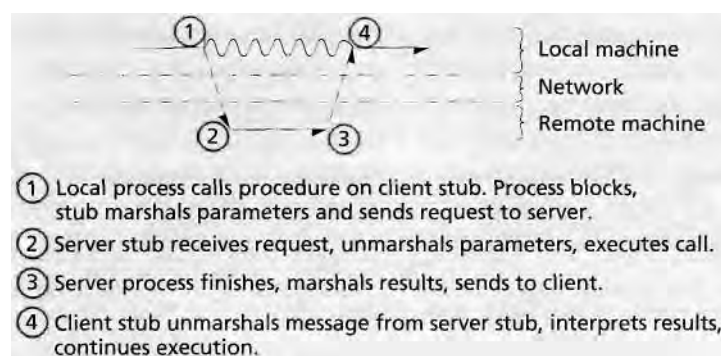 ① ④
Local machine
Network
② ③ Remote machine
① Local process calls procedure on client stub. Process blocks,
stub marshals parameters and sends request to server.
② Server stub receives request, unmarshals parameters, executes call.
③ Server process finishes, marshals results, sends to client.
④ Client stub unmarshals message from server stub, interprets results,
continues execution.